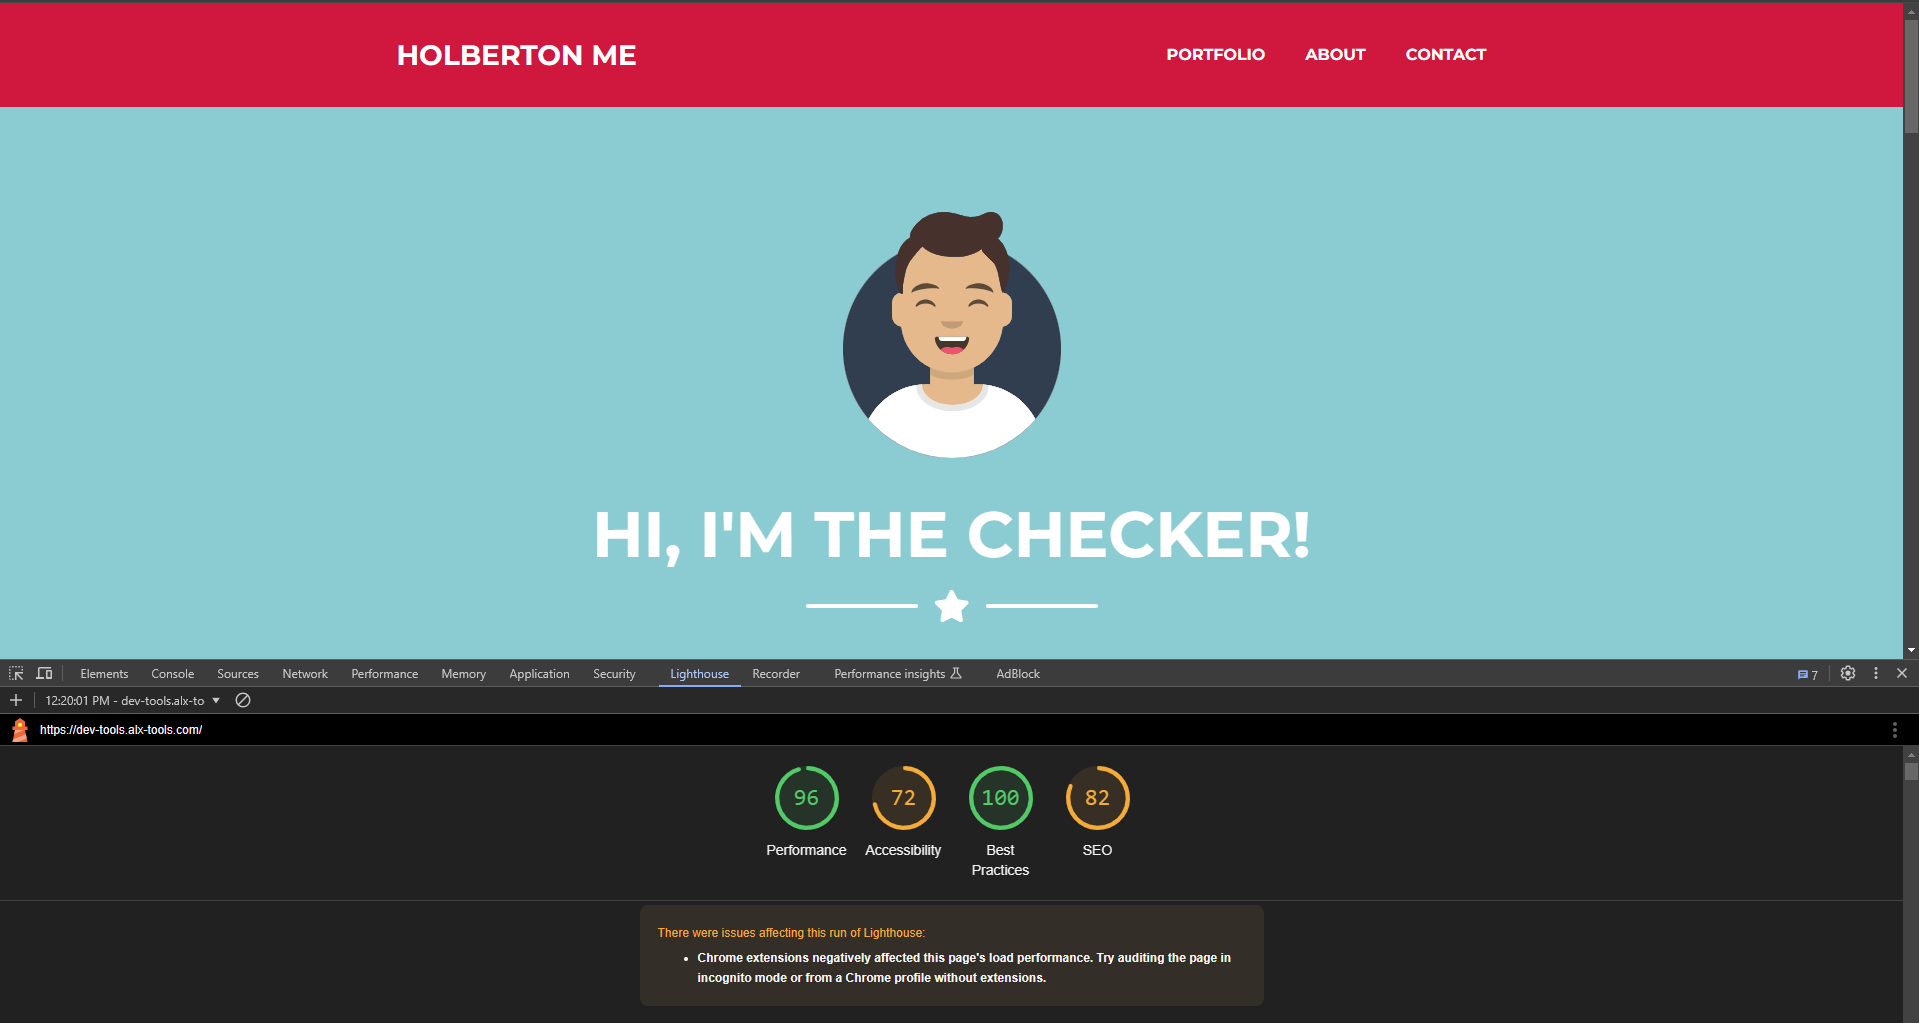 HOLBERTON ME
PORTFOLIO ABOUT CONTACT
HI, I'M THE CHECKER!
Elements Console Sources Network Performance Memory Application Security Lighthouse Recorder Performance insights AdBlock 7
12:20:01 PM - dev-tools.alx-to
https://dev-tools.alx-tools.com/
96 72 100 82
Performance Accessibility Best Practices SEO
There were issues affecting this run of Lighthouse:
Chrome extensions negatively affected this page's load performance. Try auditing the page in
incognito mode or from a Chrome profile without extensions.